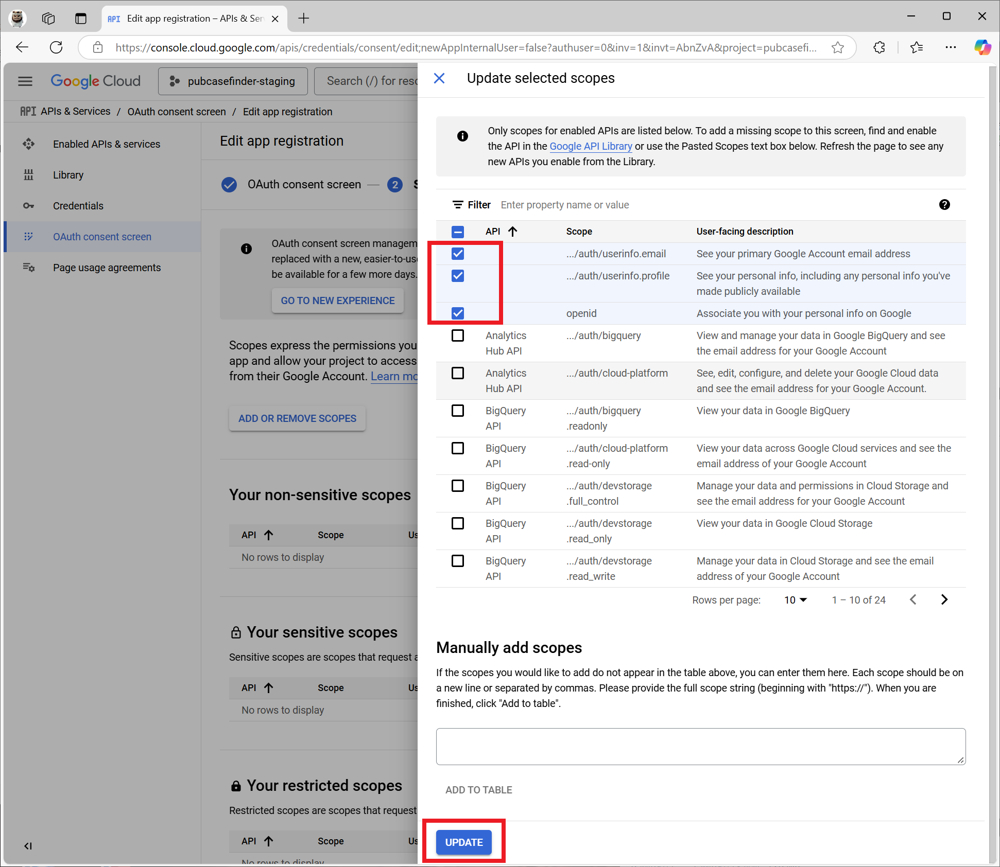 API Edit app registration – APIs & Ser
https://console.cloud.google.com/apis/credentials/consent/edit;newAppInternalUser=false?authuser=0&inv=1&invt=AbnZvA&project=pubcasefi...
Google Cloud
pubcasefinder-staging
Search (/) for reso
API APIs & Services / OAuth consent screen / Edit app registration
Enabled APIs & services
Library
Credentials
OAuth consent screen
Page usage agreements
Edit app registration
OAuth consent screen — 2 S
OAuth consent screen managem
replaced with a new, easier-to-use
be available for a few more days.
GO TO NEW EXPERIENCE
Scopes express the permissions you
app and allow your project to access
from their Google Account. Learn mo
ADD OR REMOVE SCOPES
Your non-sensitive scopes
API Scope Us
No rows to display
Your sensitive scopes
Sensitive scopes are scopes that request a
API Scope Us
No rows to display
Your restricted scopes
Restricted scopes are scopes that request
API Scope Us
No rows to display
Update selected scopes
Only scopes for enabled APIs are listed below. To add a missing scope to this screen, find and enable
the API in the Google API Library or use the Pasted Scopes text box below. Refresh the page to see any
new APIs you enable from the Library.
Filter Enter property name or value
API Scope User-facing description
.../auth/userinfo.email See your primary Google Account email address
.../auth/userinfo.profile See your personal info, including any personal info you've
made publicly available
openid Associate you with your personal info on Google
Analytics .../auth/bigquery View and manage your data in Google BigQuery and see
Hub API the email address for your Google Account
Analytics .../auth/cloud-platform See, edit, configure, and delete your Google Cloud data
Hub API and see the email address for your Google Account.
BigQuery .../auth/bigquery View your data in Google BigQuery
API .readonly
BigQuery .../auth/cloud-platform View your data across Google Cloud services and see the
API .read-only email address of your Google Account
BigQuery .../auth/devstorage Manage your data and permissions in Cloud Storage and
API .full_control see the email address for your Google Account
BigQuery .../auth/devstorage View your data in Google Cloud Storage
API .read_only
BigQuery .../auth/devstorage Manage your data in Cloud Storage and see the email
API .read_write address of your Google Account
Rows per page: 10 1 – 10 of 24
Manually add scopes
If the scopes you would like to add do not appear in the table above, you can enter them here. Each scope should be on
a new line or separated by commas. Please provide the full scope string (beginning with "https://"). When you are
finished, click "Add to table".
ADD TO TABLE
UPDATE